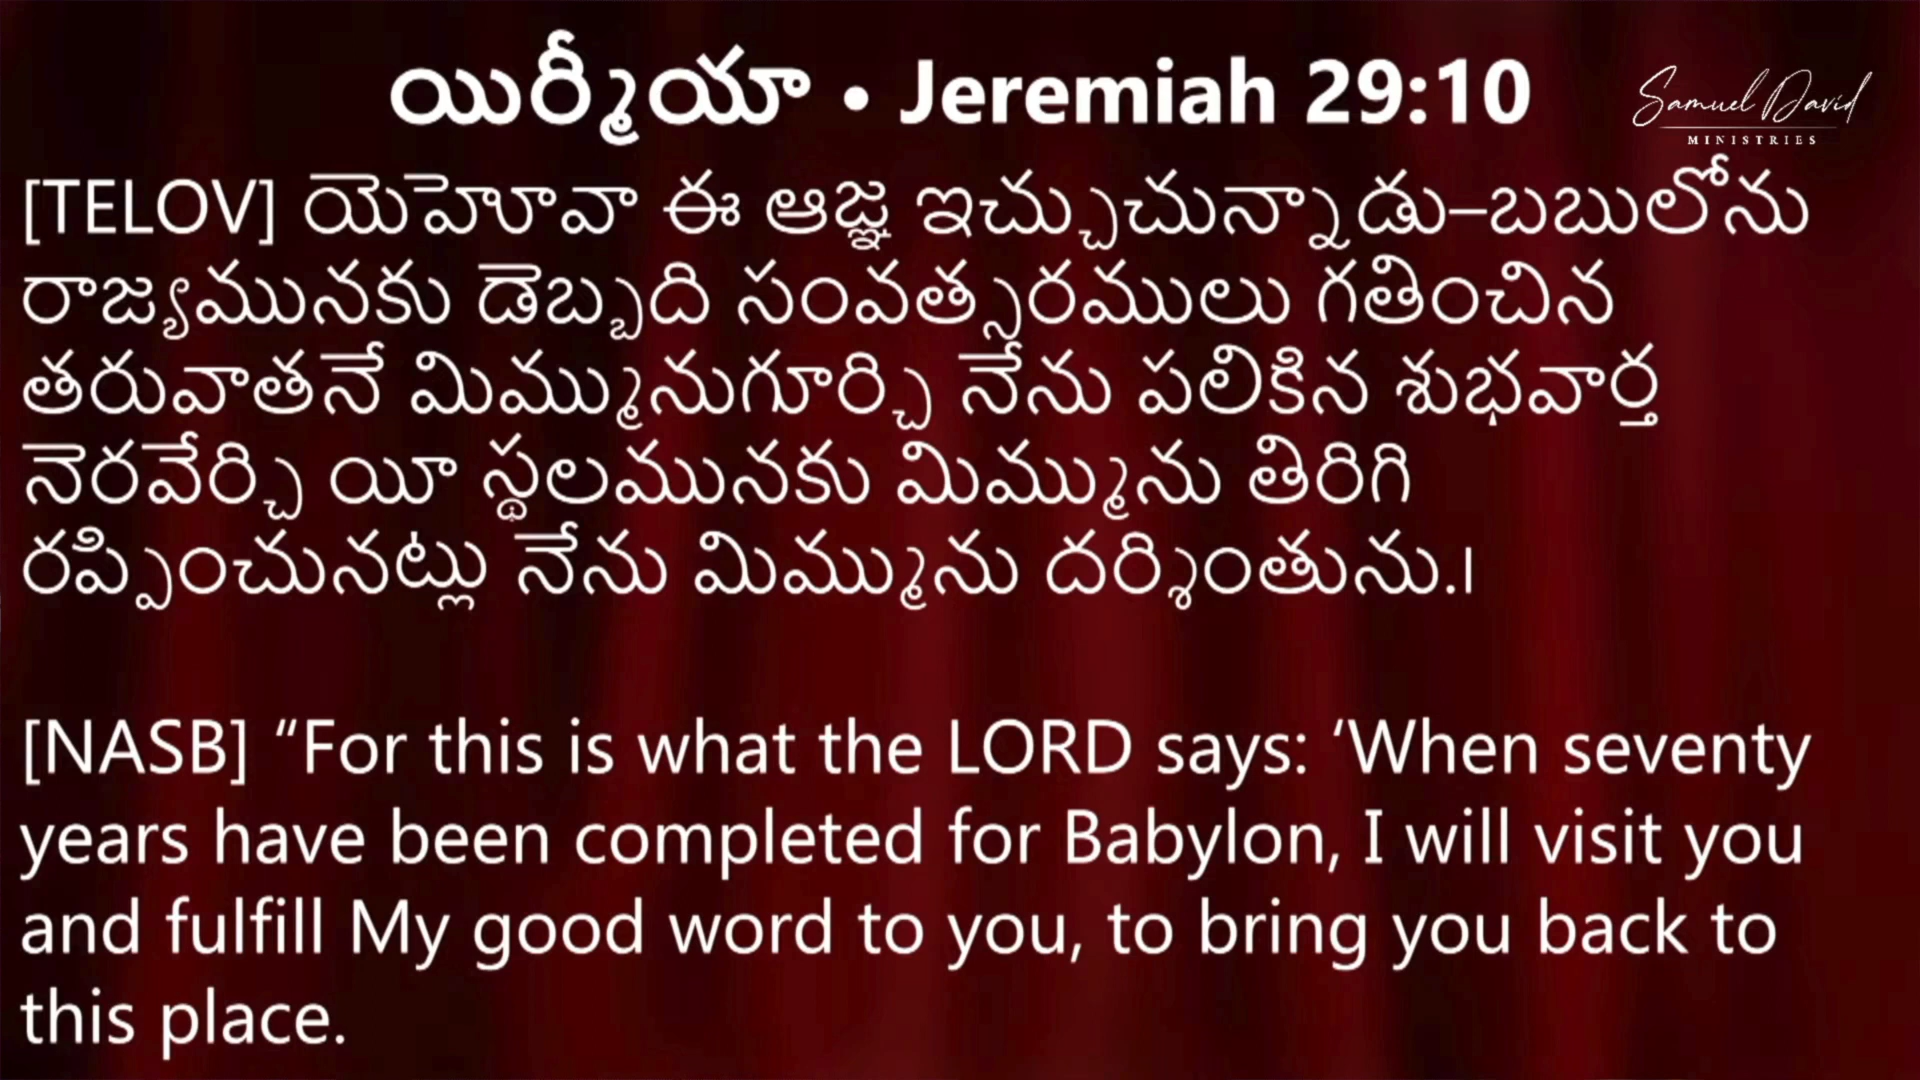 యిర్మీయా • Jeremiah 29:10
Samuel David
MINISTRIES
[TELOV] యెహోవా ఈ ఆజ్ఞ ఇచ్చుచున్నాడు–బబులోను
రాజ్యమునకు డెబ్బది సంవత్సరములు గతించిన
తరువాతనే మిమ్మునుగూర్చి నేను పలికిన శుభవార్త
నెరవేర్చి యీ స్థలమునకు మిమ్మును తిరిగి
రప్పించునట్లు నేను మిమ్మును దర్శింతును.।
[NASB] “For this is what the LORD says: ‘When seventy
years have been completed for Babylon, I will visit you
and fulfill My good word to you, to bring you back to
this place.